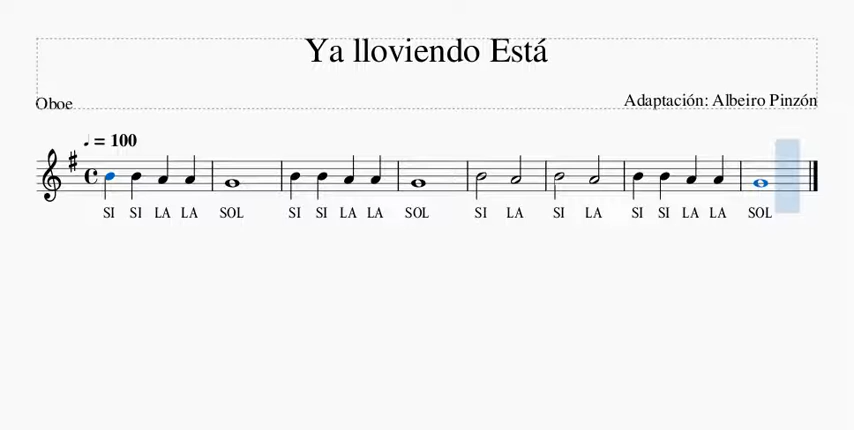 Ya lloviendo Está
Oboe
Adaptación: Albeiro Pinzón
♩ = 100
SI SI LA LA SOL SI SI LA LA SOL SI LA SI LA SI SI LA LA SOL